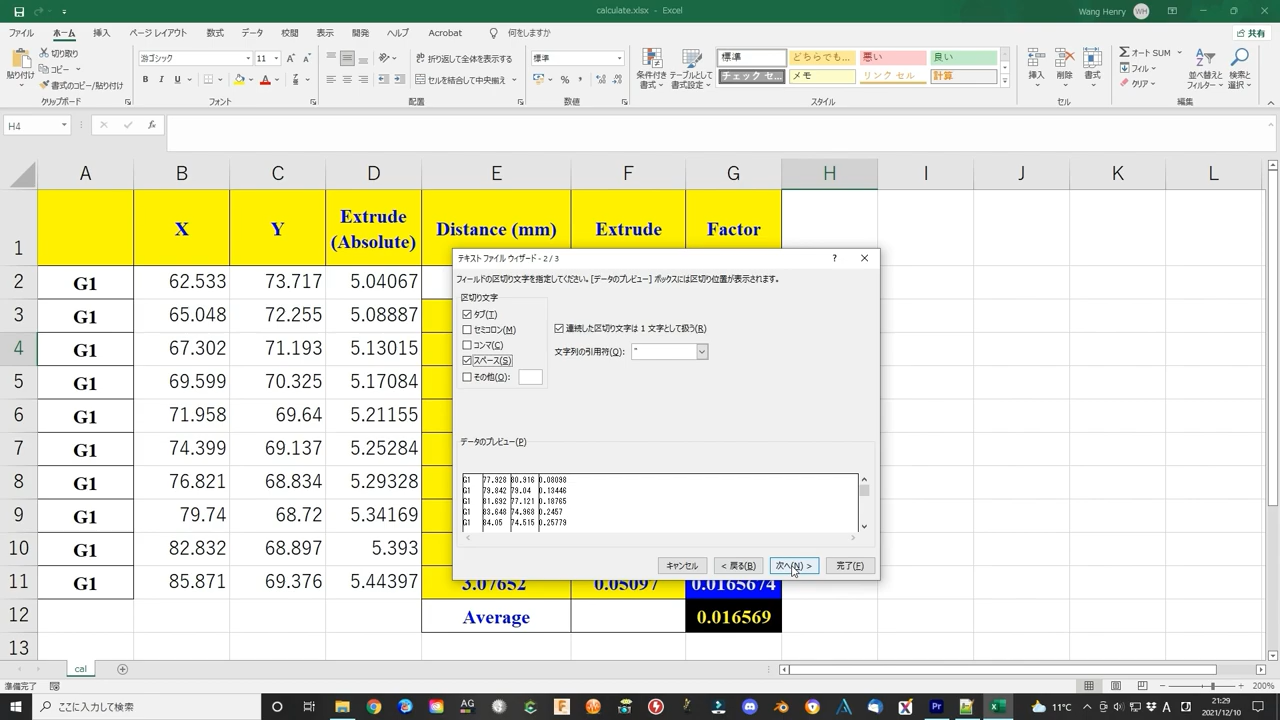 calculate.xlsx - Excel
Wang Henry WH
ファイル ホーム 挿入 ページ レイアウト 数式 データ 校閲 表示 開発 ヘルプ Acrobat 何をしますか
共有
貼り付け
切り取り
コピー
書式のコピー/貼り付け
クリップボード
游ゴシック 11
B I U
フォント
折り返して全体を表示する
セルを結合して中央揃え
配置
標準
数値
条件付き書式
テーブルとして書式設定
標準 どちらでも... 悪い 良い
チェック セ... メモ リンク セル 計算
スタイル
挿入 削除 書式
セル
オート SUM
フィル
クリア
並べ替えとフィルター
検索と選択
編集
H4
A B C D E F G H I J K L
1 X Y Extrude (Absolute) Distance (mm) Extrude Factor
2 G1 62.533 73.717 5.04067
3 G1 65.048 72.255 5.08887
4 G1 67.302 71.193 5.13015
5 G1 69.599 70.325 5.17084
6 G1 71.958 69.64 5.21155
7 G1 74.399 69.137 5.25284
8 G1 76.821 68.834 5.29328
9 G1 79.74 68.72 5.34169
10 G1 82.832 68.897 5.393
11 G1 85.871 69.376 5.44397 3.07652 0.05097 0.0165674
12 Average 0.016569
13
テキスト ファイル ウィザード - 2 / 3
フィールドの区切り文字を指定してください。[データのプレビュー] ボックスには区切り位置が表示されます。
区切り文字
タブ(T)
セミコロン(M)
コンマ(C)
スペース(S)
その他(O):
連続した区切り文字は 1 文字として扱う(R)
文字列の引用符(Q): "
データのプレビュー(P)
G1 77.928 80.916 0.08098
G1 79.842 79.04 0.13446
G1 81.692 77.121 0.18765
G1 83.648 74.968 0.2457
G1 84.05 74.515 0.25779
キャンセル < 戻る(B) 次へ(N) > 完了(F)
cal
準備完了
200%
ここに入力して検索
11°C
A
21:29
2021/12/10